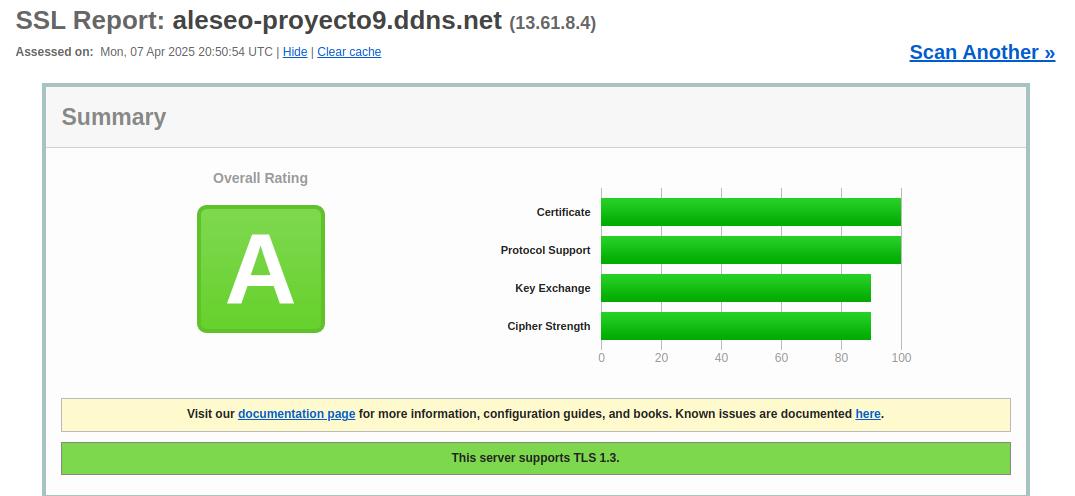 SSL Report: aleseo-proyecto9.ddns.net (13.61.8.4)
Assessed on: Mon, 07 Apr 2025 20:50:54 UTC | Hide | Clear cache
Scan Another »
Summary
Overall Rating
A
Certificate
Protocol Support
Key Exchange
Cipher Strength
0 20 40 60 80 100
Visit our documentation page for more information, configuration guides, and books. Known issues are documented here.
This server supports TLS 1.3.